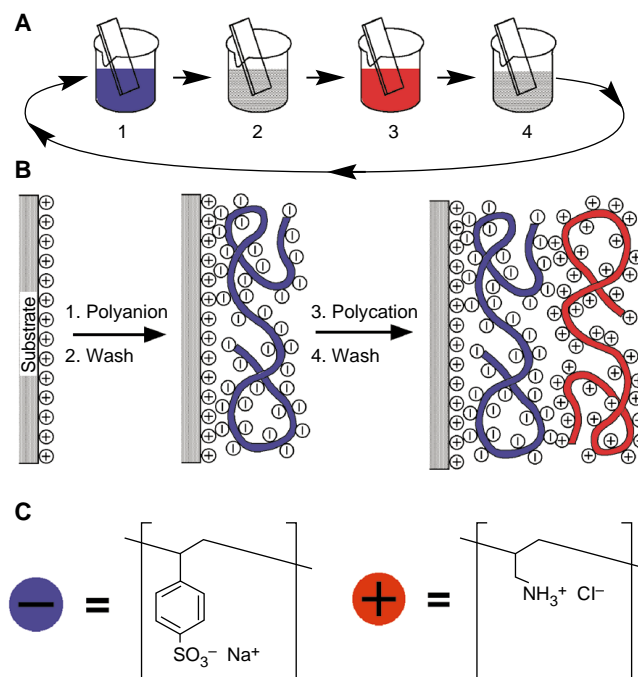 A
1 2 3 4
B
Substrate
1. Polyanion
2. Wash
3. Polycation
4. Wash
C
− = SO₃⁻ Na⁺
+ = NH₃⁺ Cl⁻